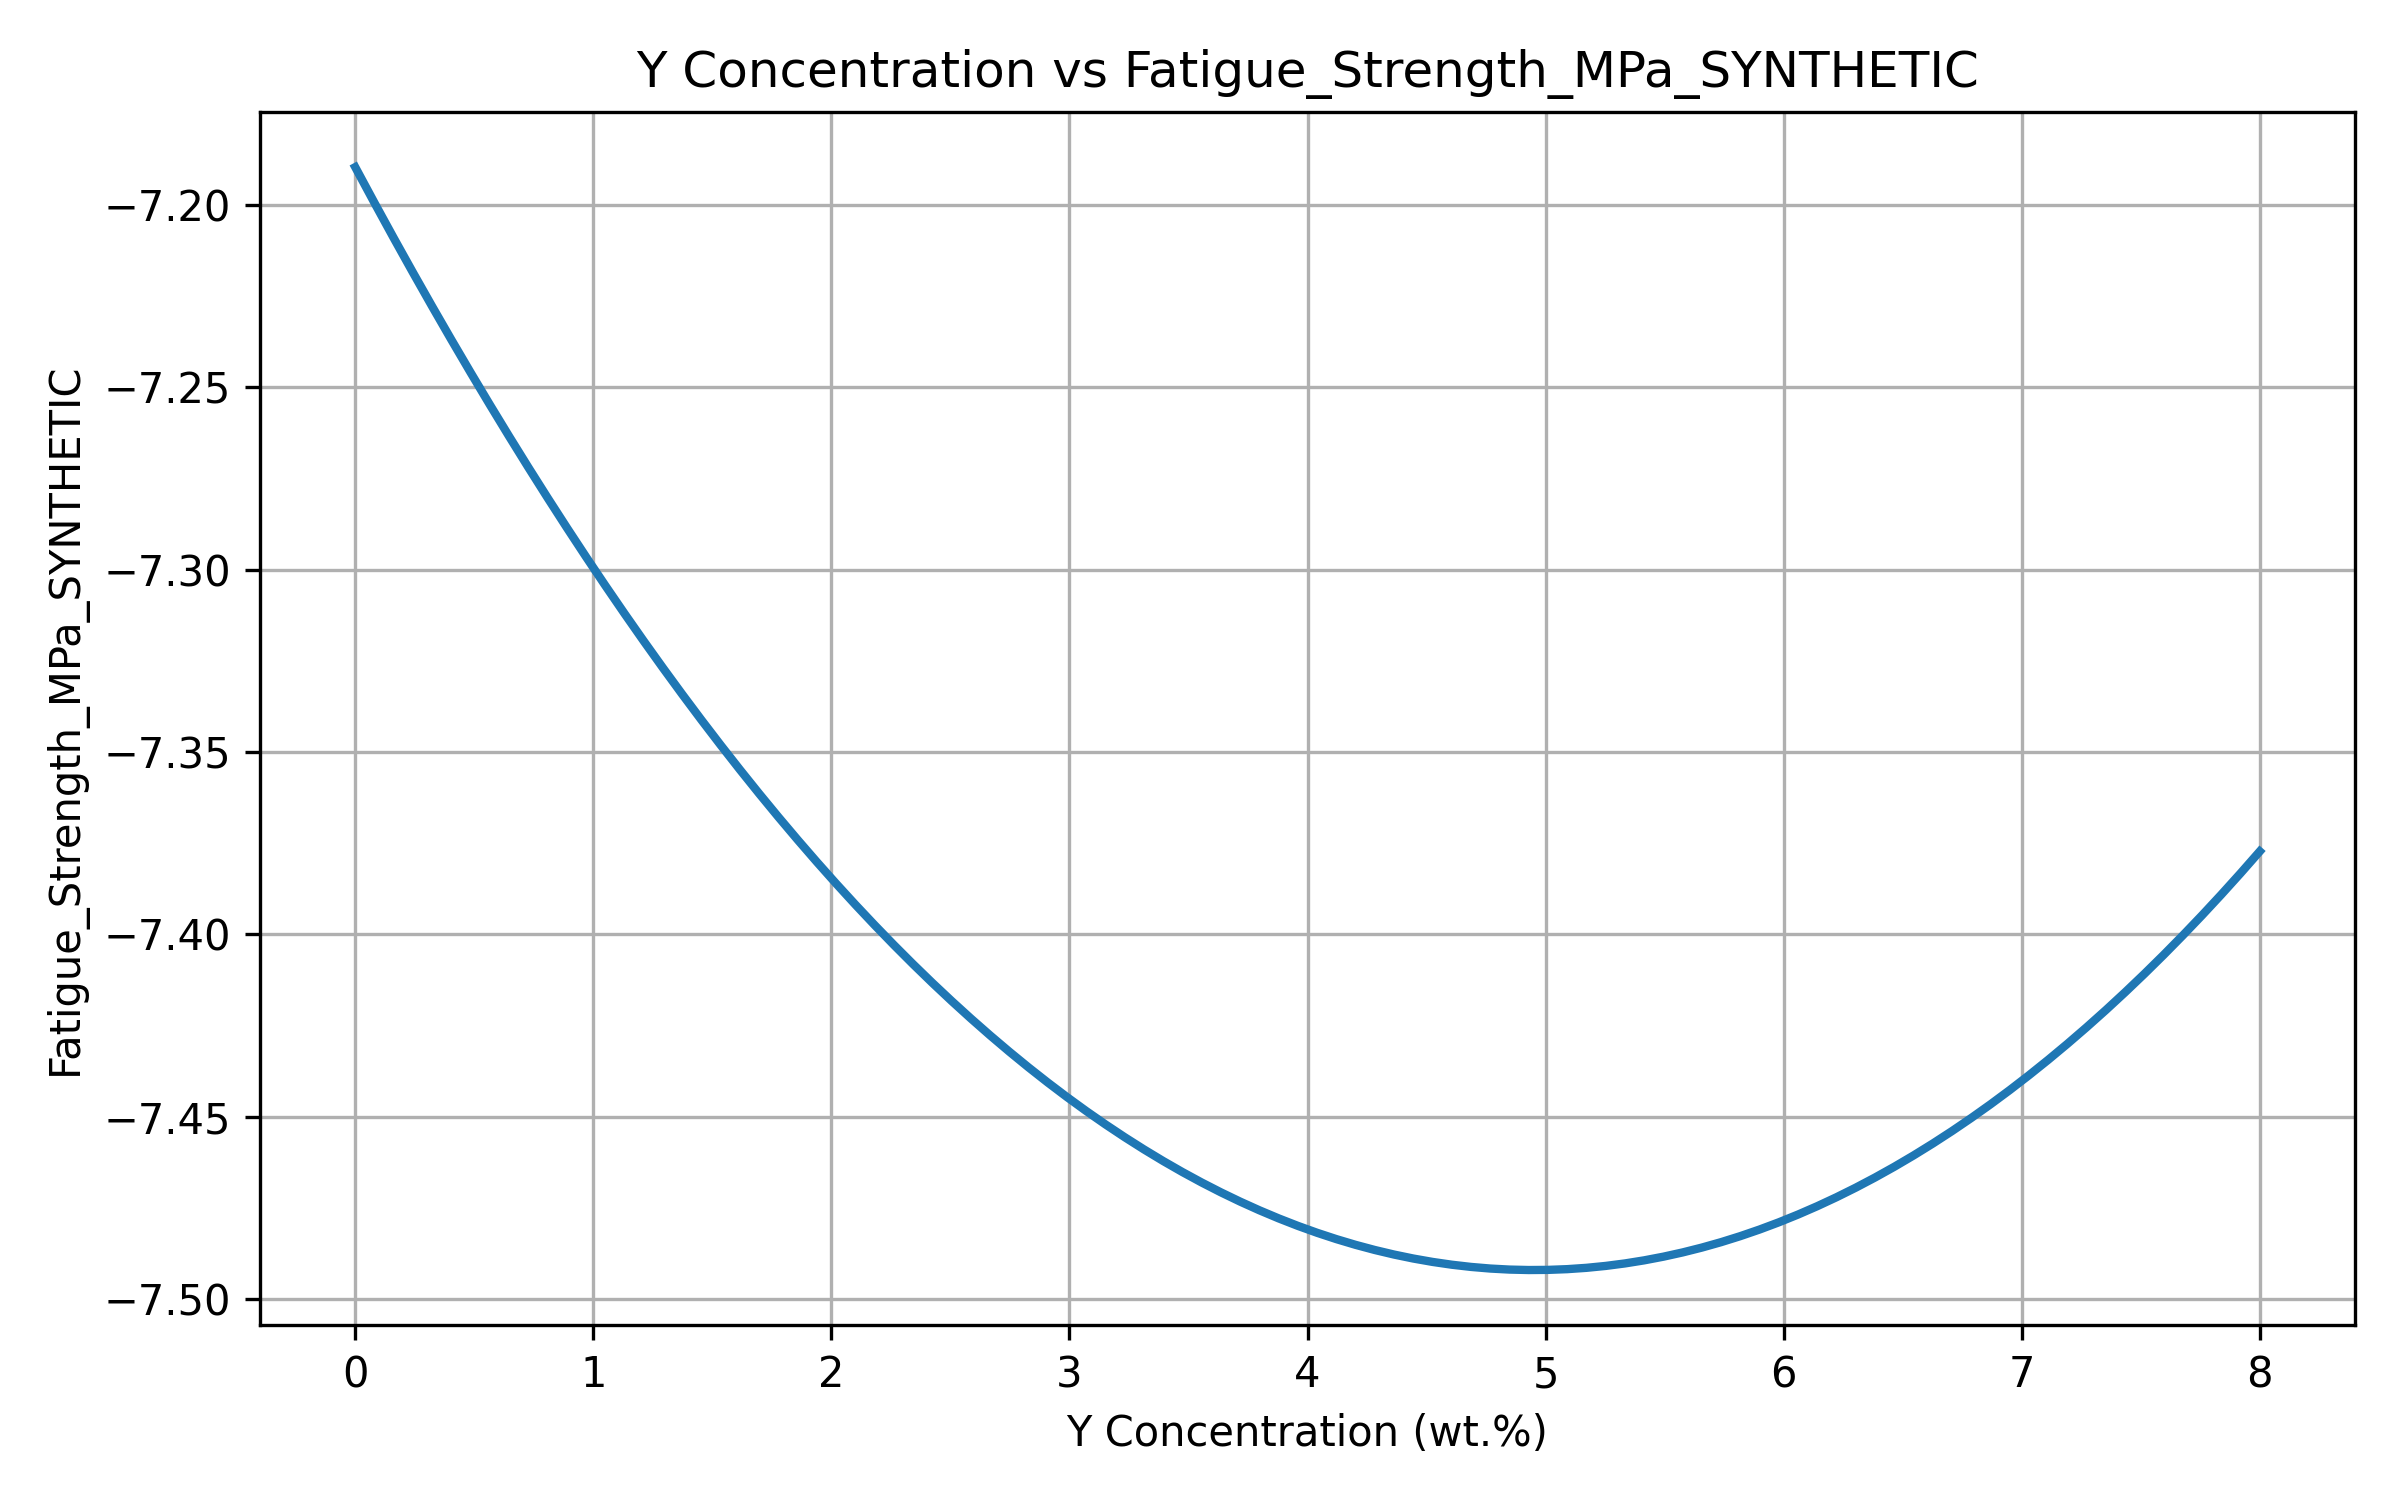 Y Concentration vs Fatigue_Strength_MPa_SYNTHETIC
Fatigue_Strength_MPa_SYNTHETIC
−7.20
−7.25
−7.30
−7.35
−7.40
−7.45
−7.50
0 1 2 3 4 5 6 7 8
Y Concentration (wt.%)